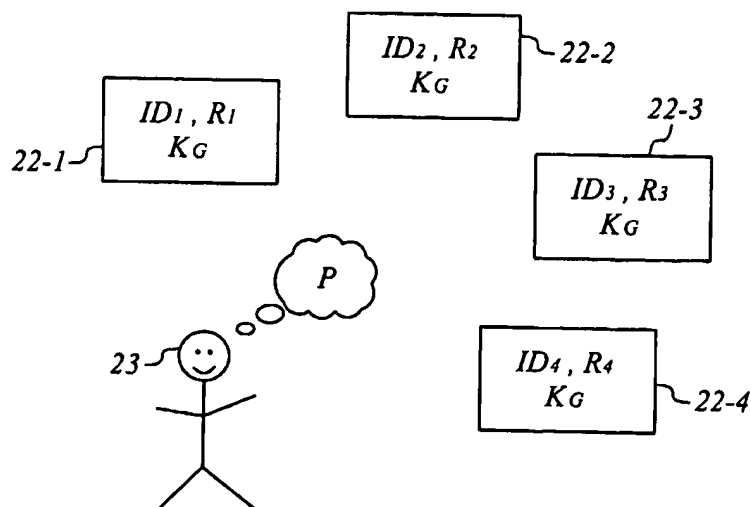 ID2 , R2
KG
22-2
ID1 , R1
KG
22-1
22-3
ID3 , R3
KG
P
23
ID4 , R4
KG
22-4